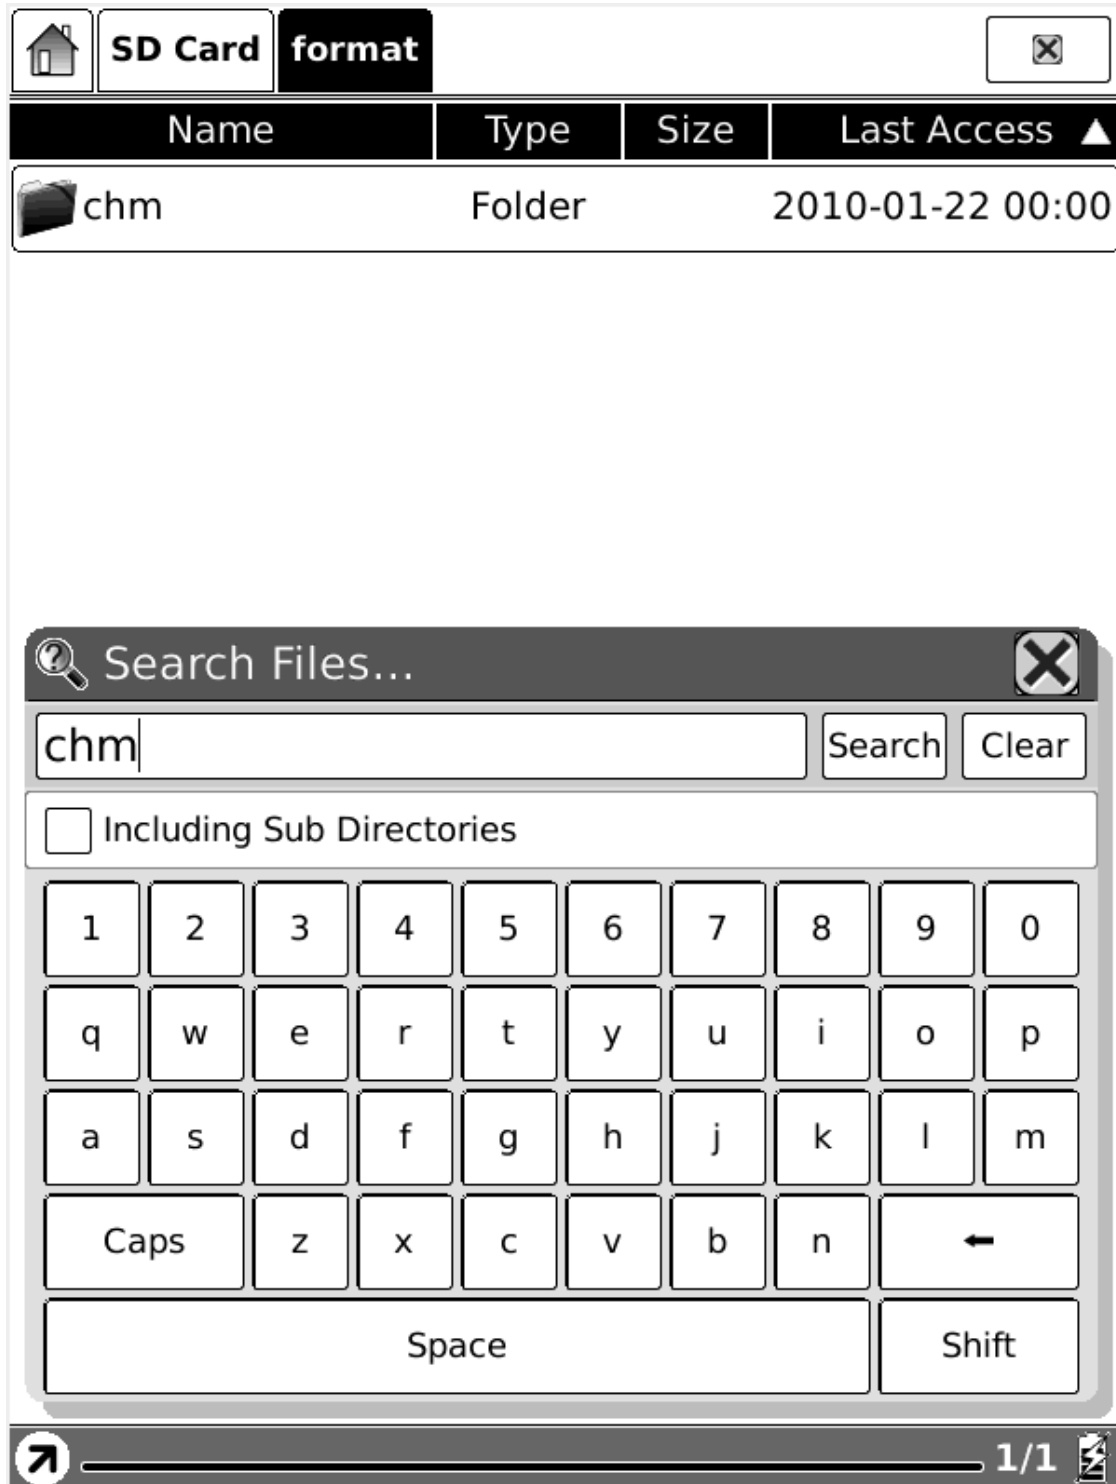 SD Card format
Name Type Size Last Access
chm Folder 2010-01-22 00:00
Search Files...
chm Search Clear
Including Sub Directories
1 2 3 4 5 6 7 8 9 0
q w e r t y u i o p
a s d f g h j k l m
Caps z x c v b n
Space Shift
1/1